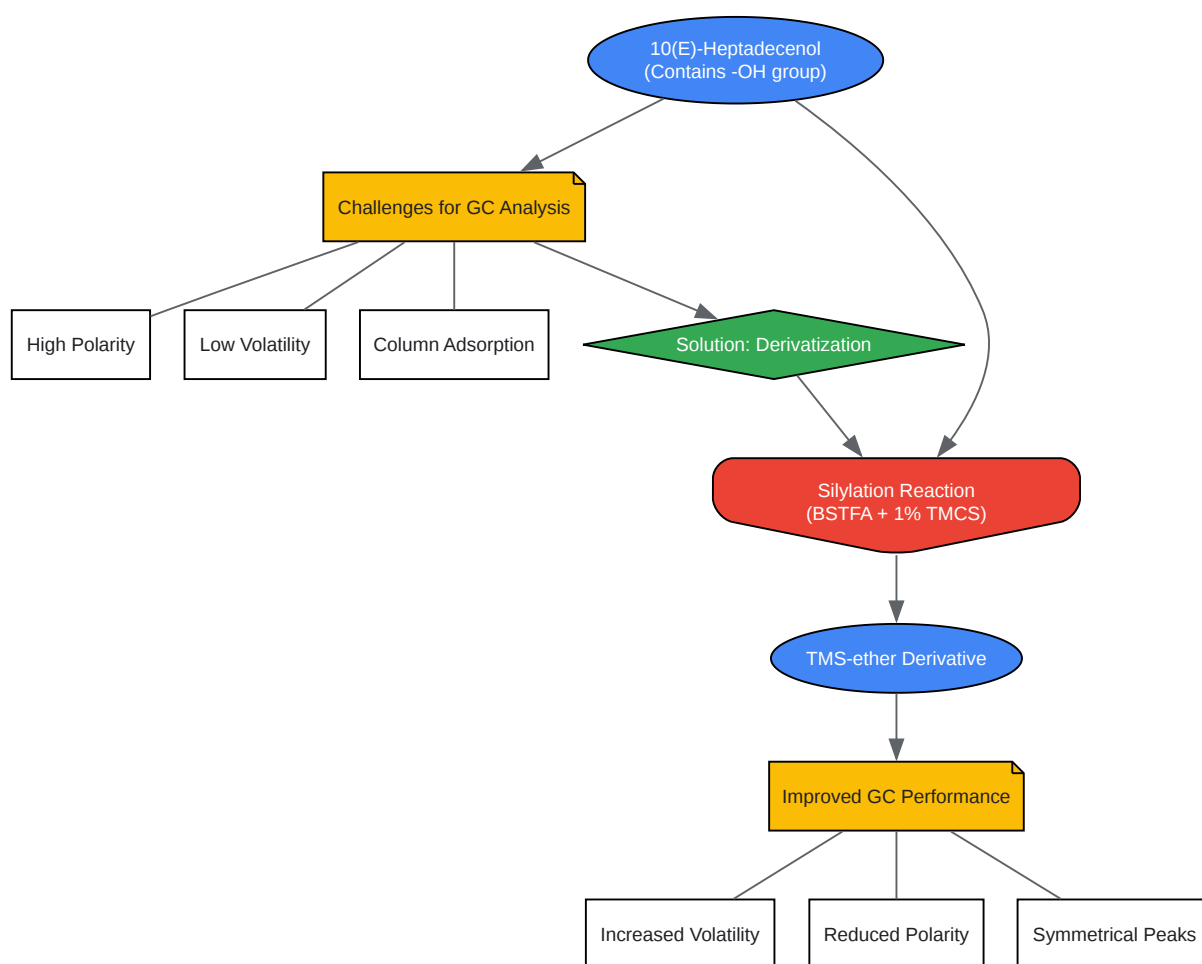 10(E)-Heptadecenol
(Contains -OH group)
Challenges for GC Analysis
High Polarity
Low Volatility
Column Adsorption
Solution: Derivatization
Silylation Reaction
(BSTFA + 1% TMCS)
TMS-ether Derivative
Improved GC Performance
Increased Volatility
Reduced Polarity
Symmetrical Peaks